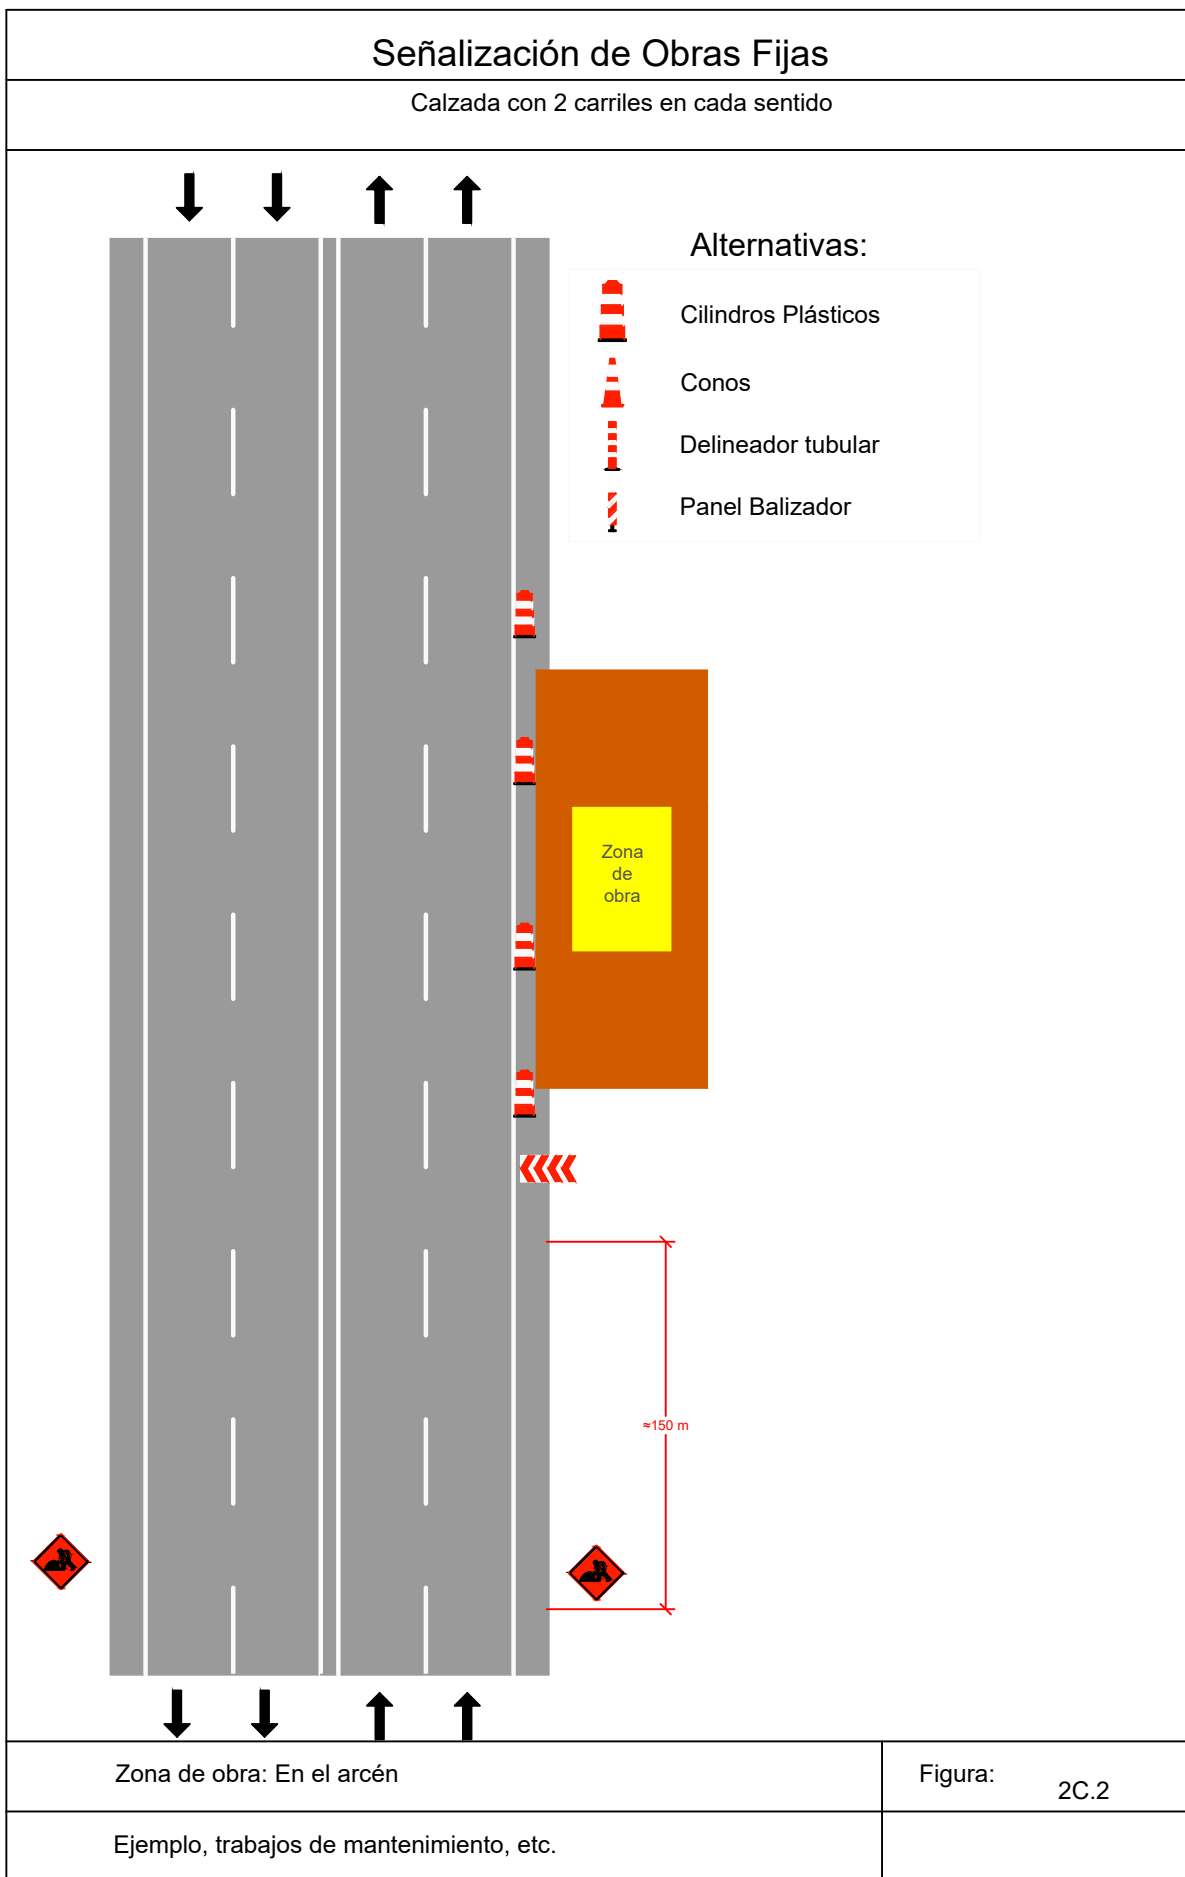 Señalización de Obras Fijas
Calzada con 2 carriles en cada sentido
Alternativas:
Cilindros Plásticos
Conos
Delineador tubular
Panel Balizador
Zona
de
obra
≈150 m
Zona de obra: En el arcén
Figura:
2C.2
Ejemplo, trabajos de mantenimiento, etc.